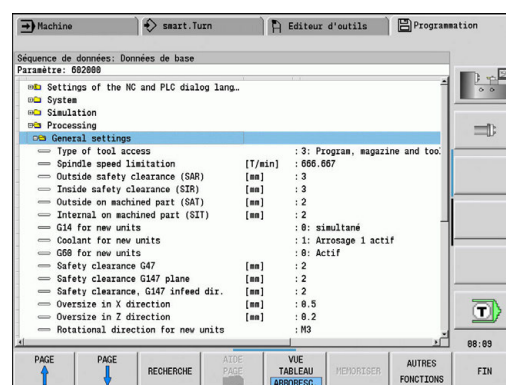 Machine smart.Turn Editeur d'outils Programmation
Séquence de données: Données de base
Paramètre: 602800
Settings of the NC and PLC dialog lang…
System
Simulation
Processing
General settings
Type of tool access : 3: Program, magazine and too
Spindle speed limitation [T/min] : 666.667
Outside safety clearance (SAR) [mm] : 3
Inside safety clearance (SIR) [mm] : 3
Outside on machined part (SAT) [mm] : 2
Internal on machined part (SIT) [mm] : 2
G14 for new units : 0: simultané
Coolant for new units : 1: Arrosage 1 actif
G60 for new units : 0: Actif
Safety clearance G47 [mm] : 2
Safety clearance G147 plane [mm] : 2
Safety clearance, G147 infeed dir. [mm] : 2
Oversize in X direction [mm] : 0.5
Oversize in Z direction [mm] : 0.2
Rotational direction for new units : M3
T
08:09
PAGE PAGE RECHERCHE AIDE PAGE VUE TABLEAU ARBORESC. MEMORISER AUTRES FONCTIONS FIN